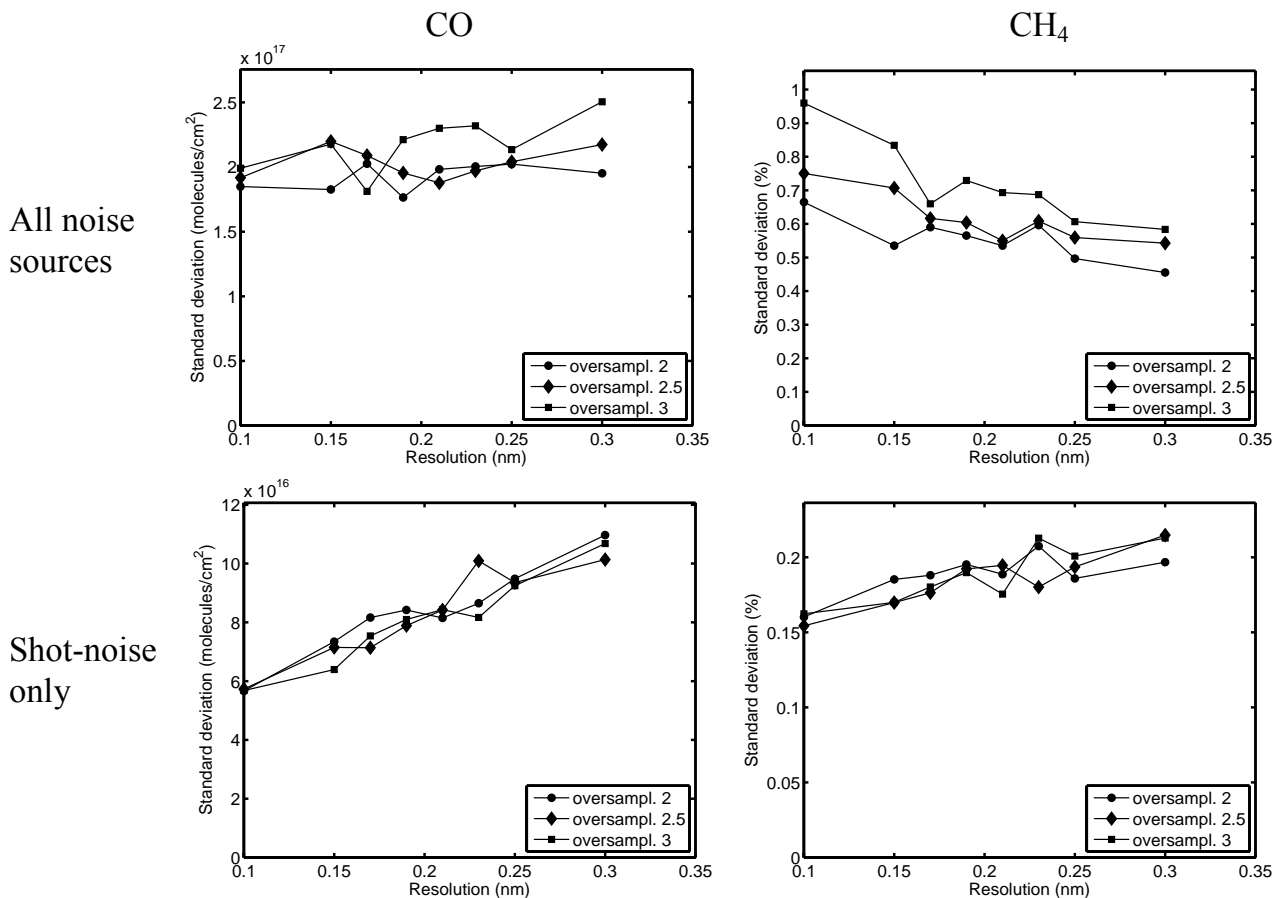 CO
CH4
All noise
sources
x 10^17
Standard deviation (molecules/cm^2)
2.5
2
1.5
1
0.5
0
0.1 0.15 0.2 0.25 0.3 0.35
Resolution (nm)
oversampl. 2
oversampl. 2.5
oversampl. 3
Standard deviation (%)
1
0.9
0.8
0.7
0.6
0.5
0.4
0.3
0.2
0.1
0
0.1 0.15 0.2 0.25 0.3 0.35
Resolution (nm)
oversampl. 2
oversampl. 2.5
oversampl. 3
Shot-noise
only
x 10^16
Standard deviation (molecules/cm^2)
12
10
8
6
4
2
0
0.1 0.15 0.2 0.25 0.3 0.35
Resolution (nm)
oversampl. 2
oversampl. 2.5
oversampl. 3
Standard deviation (%)
0.2
0.15
0.1
0.05
0
0.1 0.15 0.2 0.25 0.3 0.35
Resolution (nm)
oversampl. 2
oversampl. 2.5
oversampl. 3